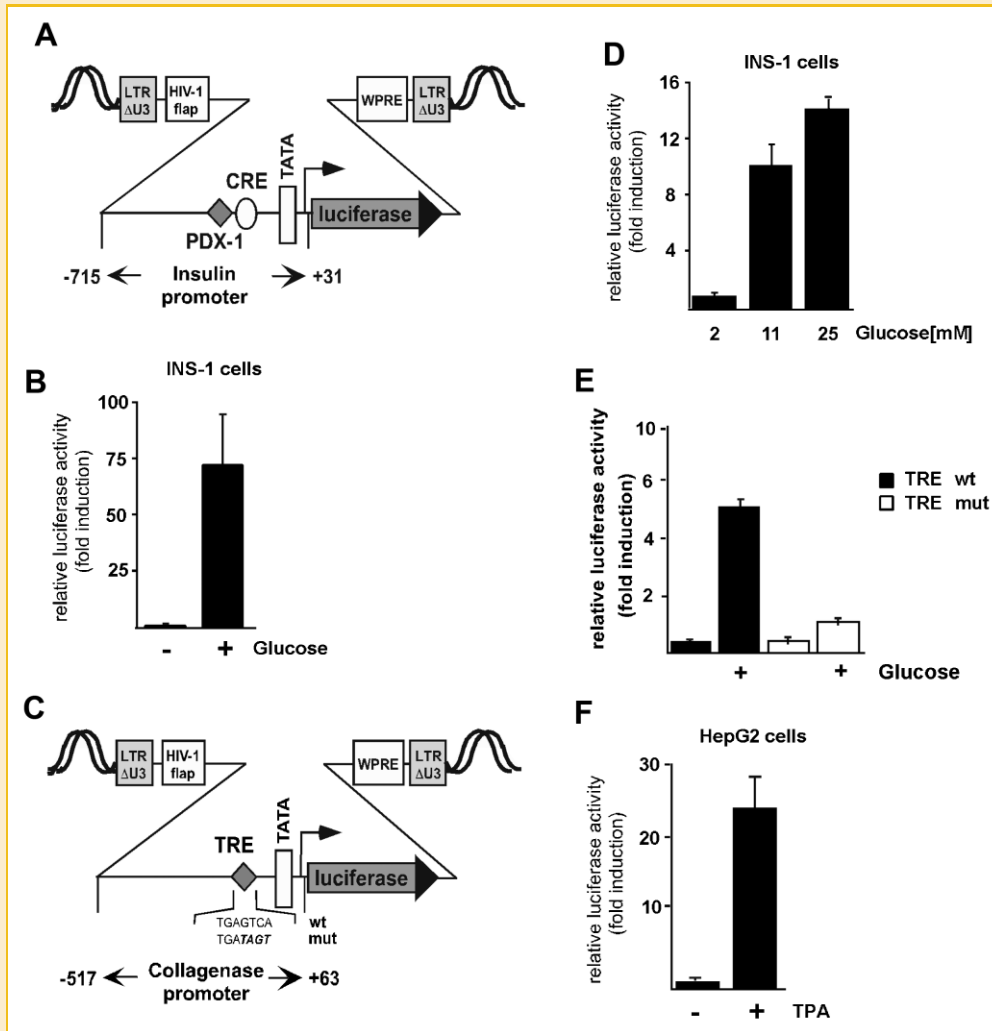 A
LTR
ΔU3
HIV-1
flap
WPRE
LTR
ΔU3
TATA
CRE
luciferase
PDX-1
-715
Insulin
promoter
+31
B
INS-1 cells
relative luciferase activity
(fold induction)
100
75
50
25
- + Glucose
C
LTR
ΔU3
HIV-1
flap
WPRE
LTR
ΔU3
TATA
TRE
luciferase
TGAGTCA wt
TGATAGT mut
-517
Collagenase
promoter
+63
D
INS-1 cells
relative luciferase activity
(fold induction)
16
12
8
4
2 11 25 Glucose[mM]
E
relative luciferase activity
(fold induction)
10
6
4
2
TRE wt
TRE mut
+ + Glucose
F
HepG2 cells
relative luciferase activity
(fold induction)
30
20
10
- + TPA